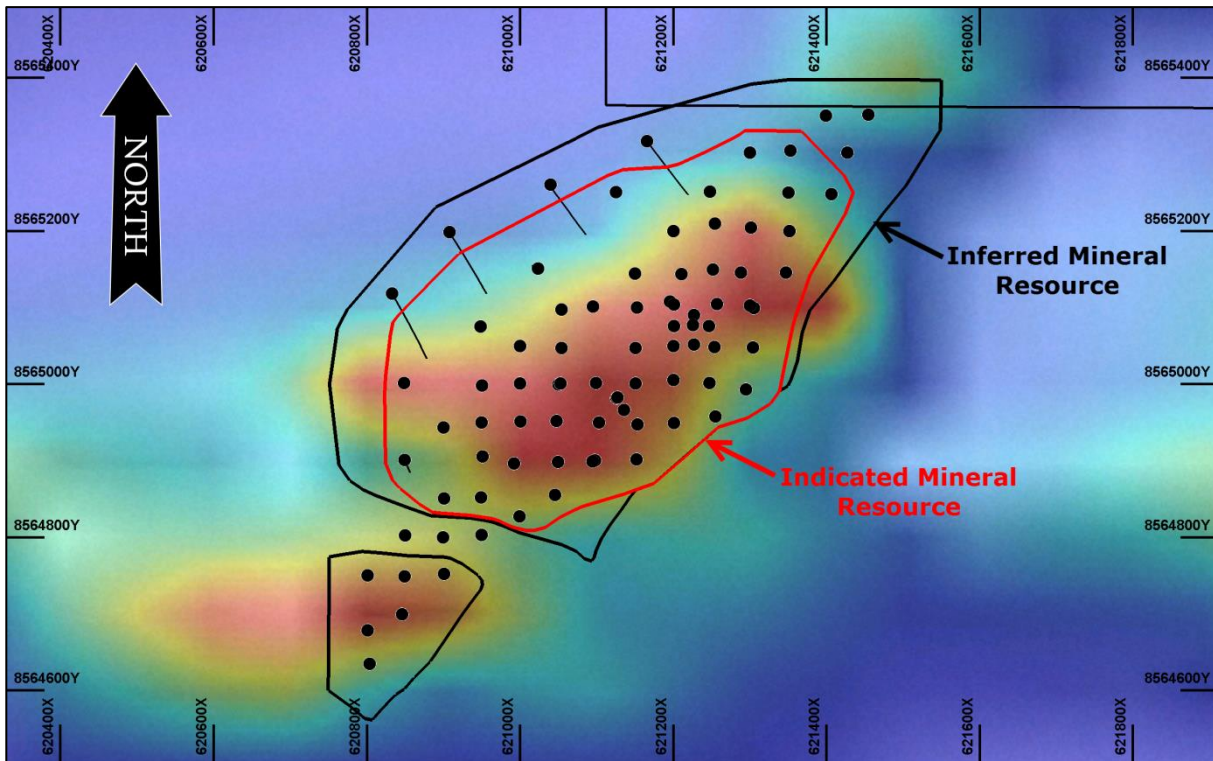 620400X
620600X
620800X
621000X
621200X
621400X
621600X
621800X
8565400Y
8565400Y
NORTH
8565200Y
8565200Y
Inferred Mineral
Resource
8565000Y
8565000Y
Indicated Mineral
Resource
8564800Y
8564800Y
8564600Y
8564600Y
620400X
620600X
620800X
621000X
621200X
621400X
621600X
621800X